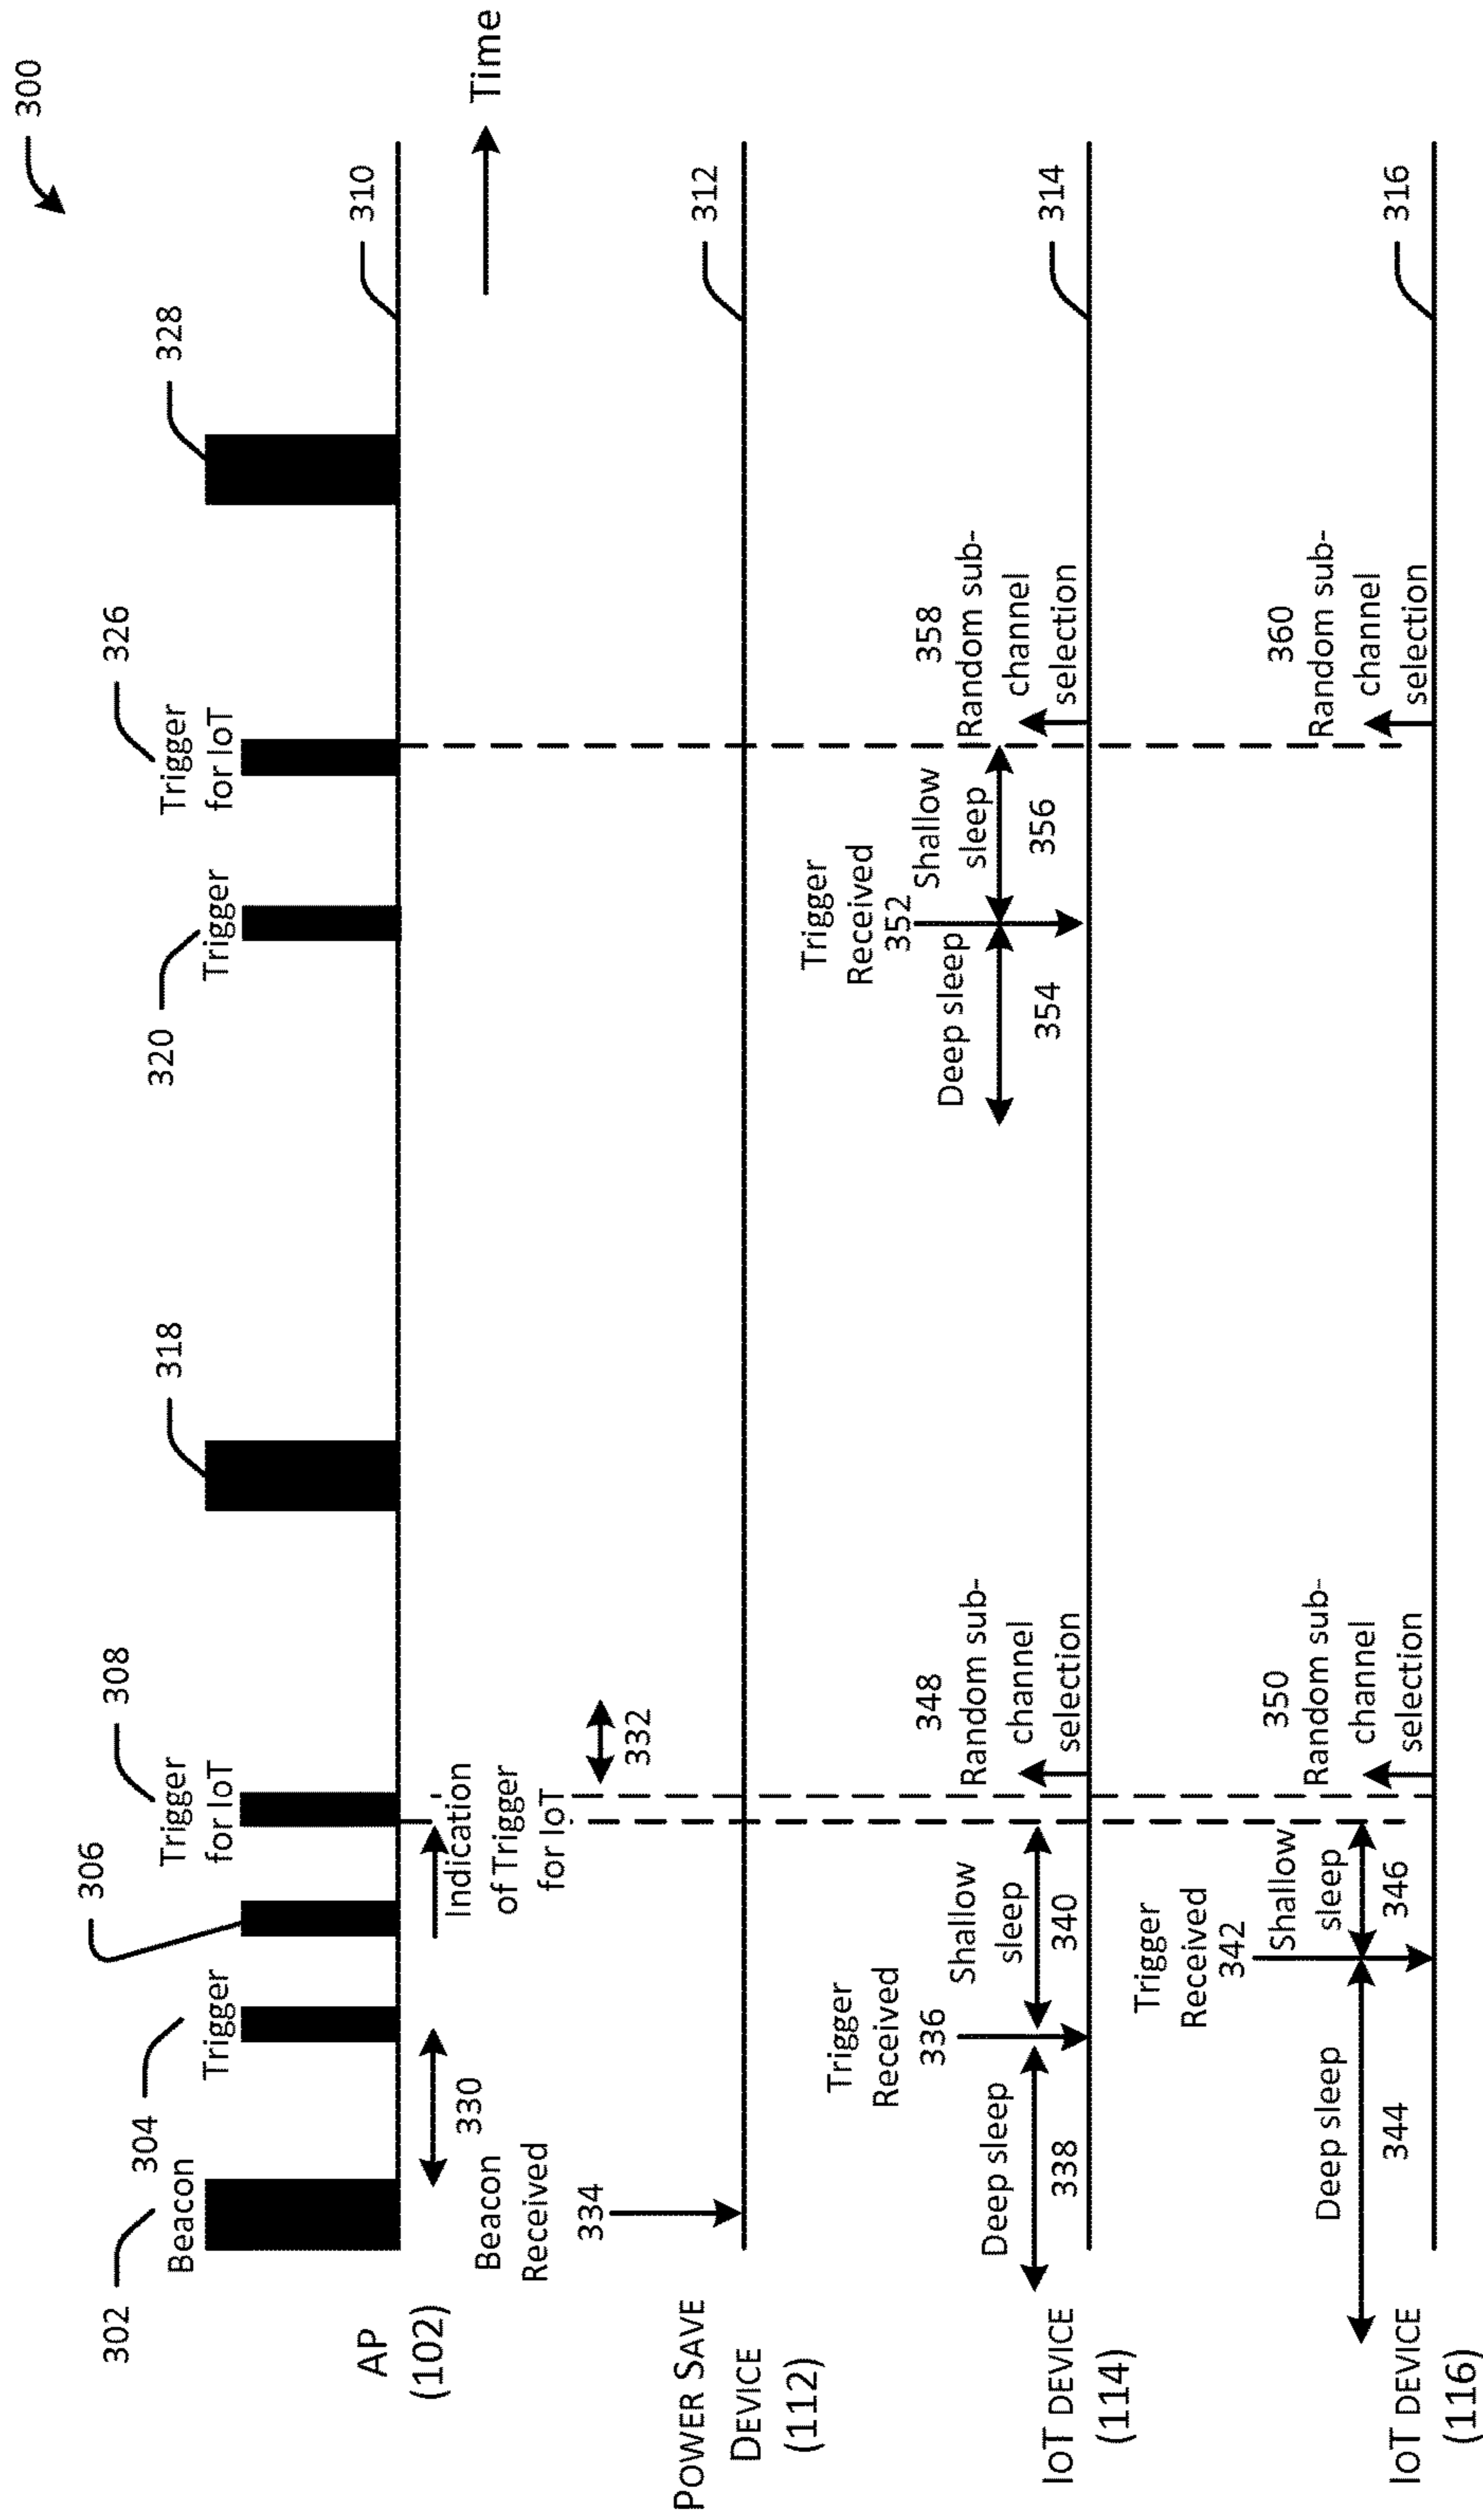 300
302
Beacon
304
Trigger
306
Trigger
for IoT
308
318
320
Trigger
Trigger
for IoT
326
328
AP
(102)
310
Time
330
Indication
of Trigger
for IoT
332
Beacon
Received
334
POWER SAVE
DEVICE
(112)
312
Trigger
Received
336
Deep sleep
338
Shallow
sleep
340
348
Random sub-
channel
selection
Trigger
Received
352
Deep sleep
354
Shallow
sleep
356
358
Random sub-
channel
selection
IOT DEVICE
(114)
314
Trigger
Received
342
Deep sleep
344
Shallow
sleep
346
350
Random sub-
channel
selection
360
Random sub-
channel
selection
IOT DEVICE
(116)
316